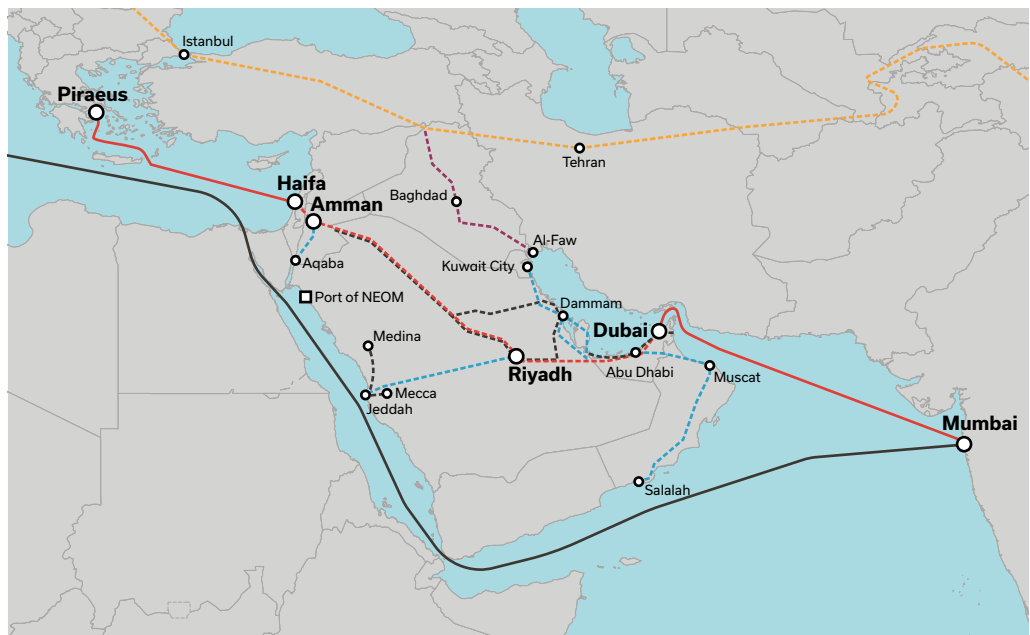 Istanbul
Piraeus
Tehran
Haifa
Baghdad
Amman
Al-Faw
Aqaba
Kuwait City
Port of NEOM
Dammam
Dubai
Medina
Riyadh
Abu Dhabi
Muscat
Mecca
Jeddah
Mumbai
Salalah